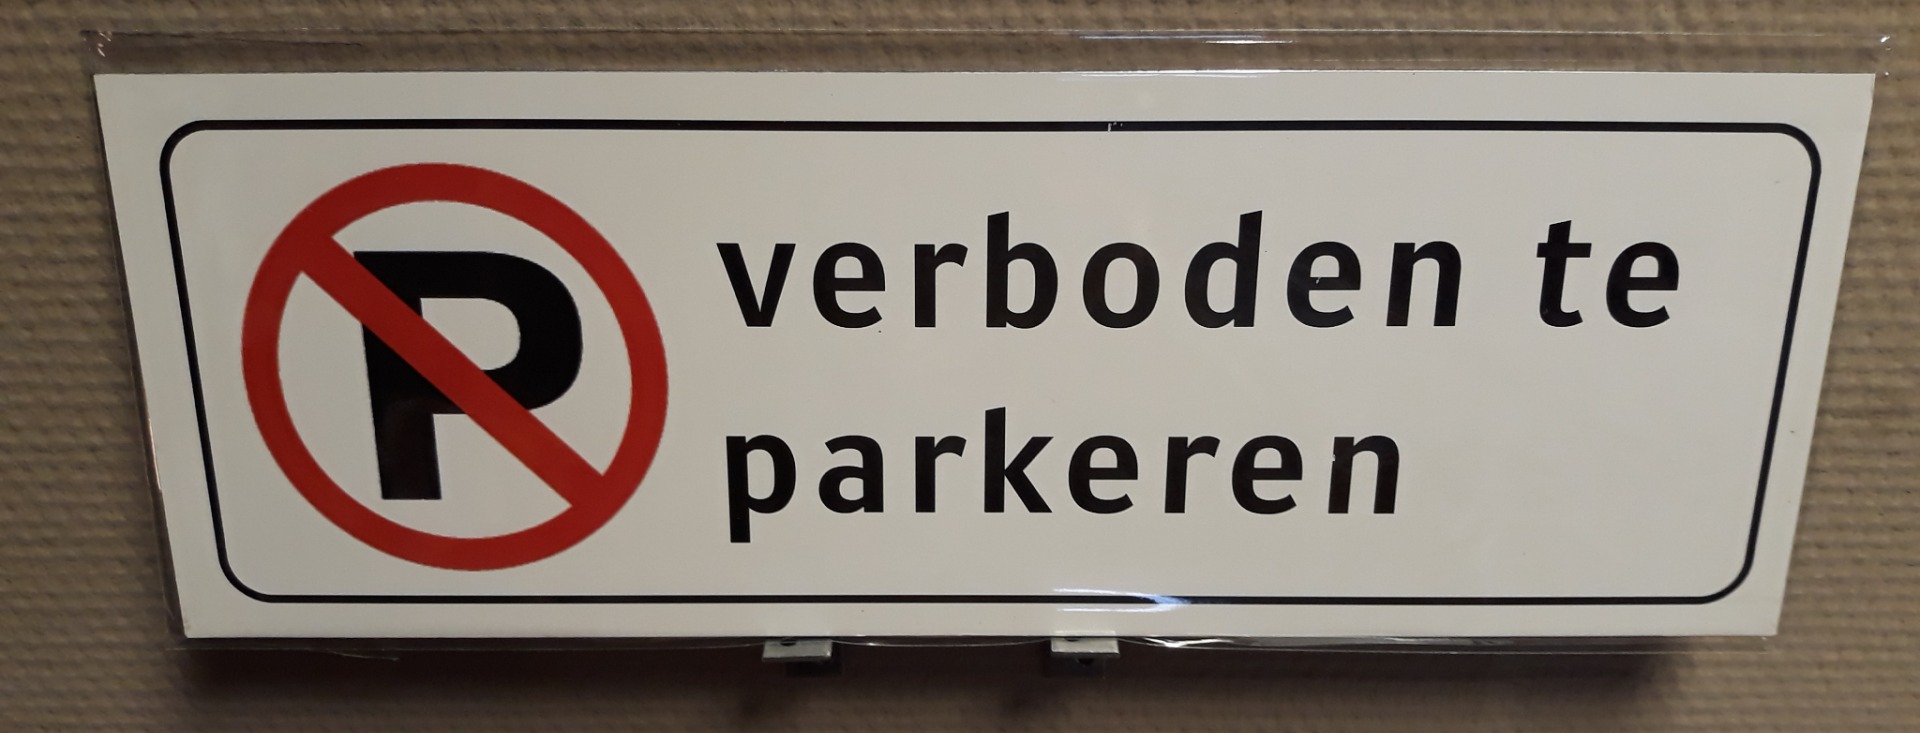 P verboden te
parkeren